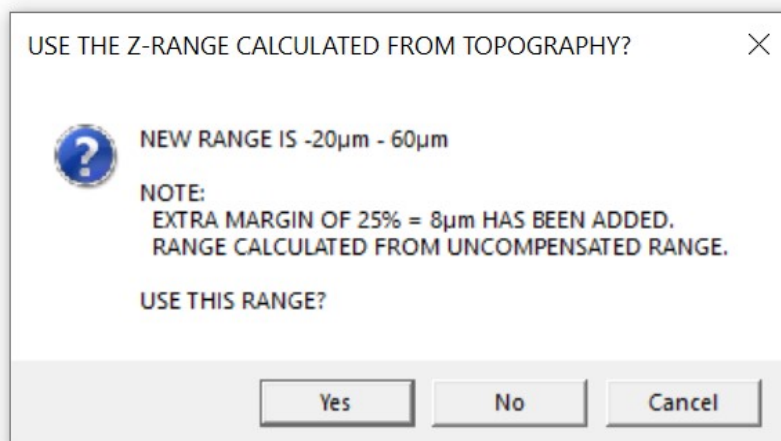 USE THE Z-RANGE CALCULATED FROM TOPOGRAPHY?
NEW RANGE IS -20µm - 60µm
NOTE:
EXTRA MARGIN OF 25% = 8µm HAS BEEN ADDED.
RANGE CALCULATED FROM UNCOMPENSATED RANGE.
USE THIS RANGE?
Yes
No
Cancel